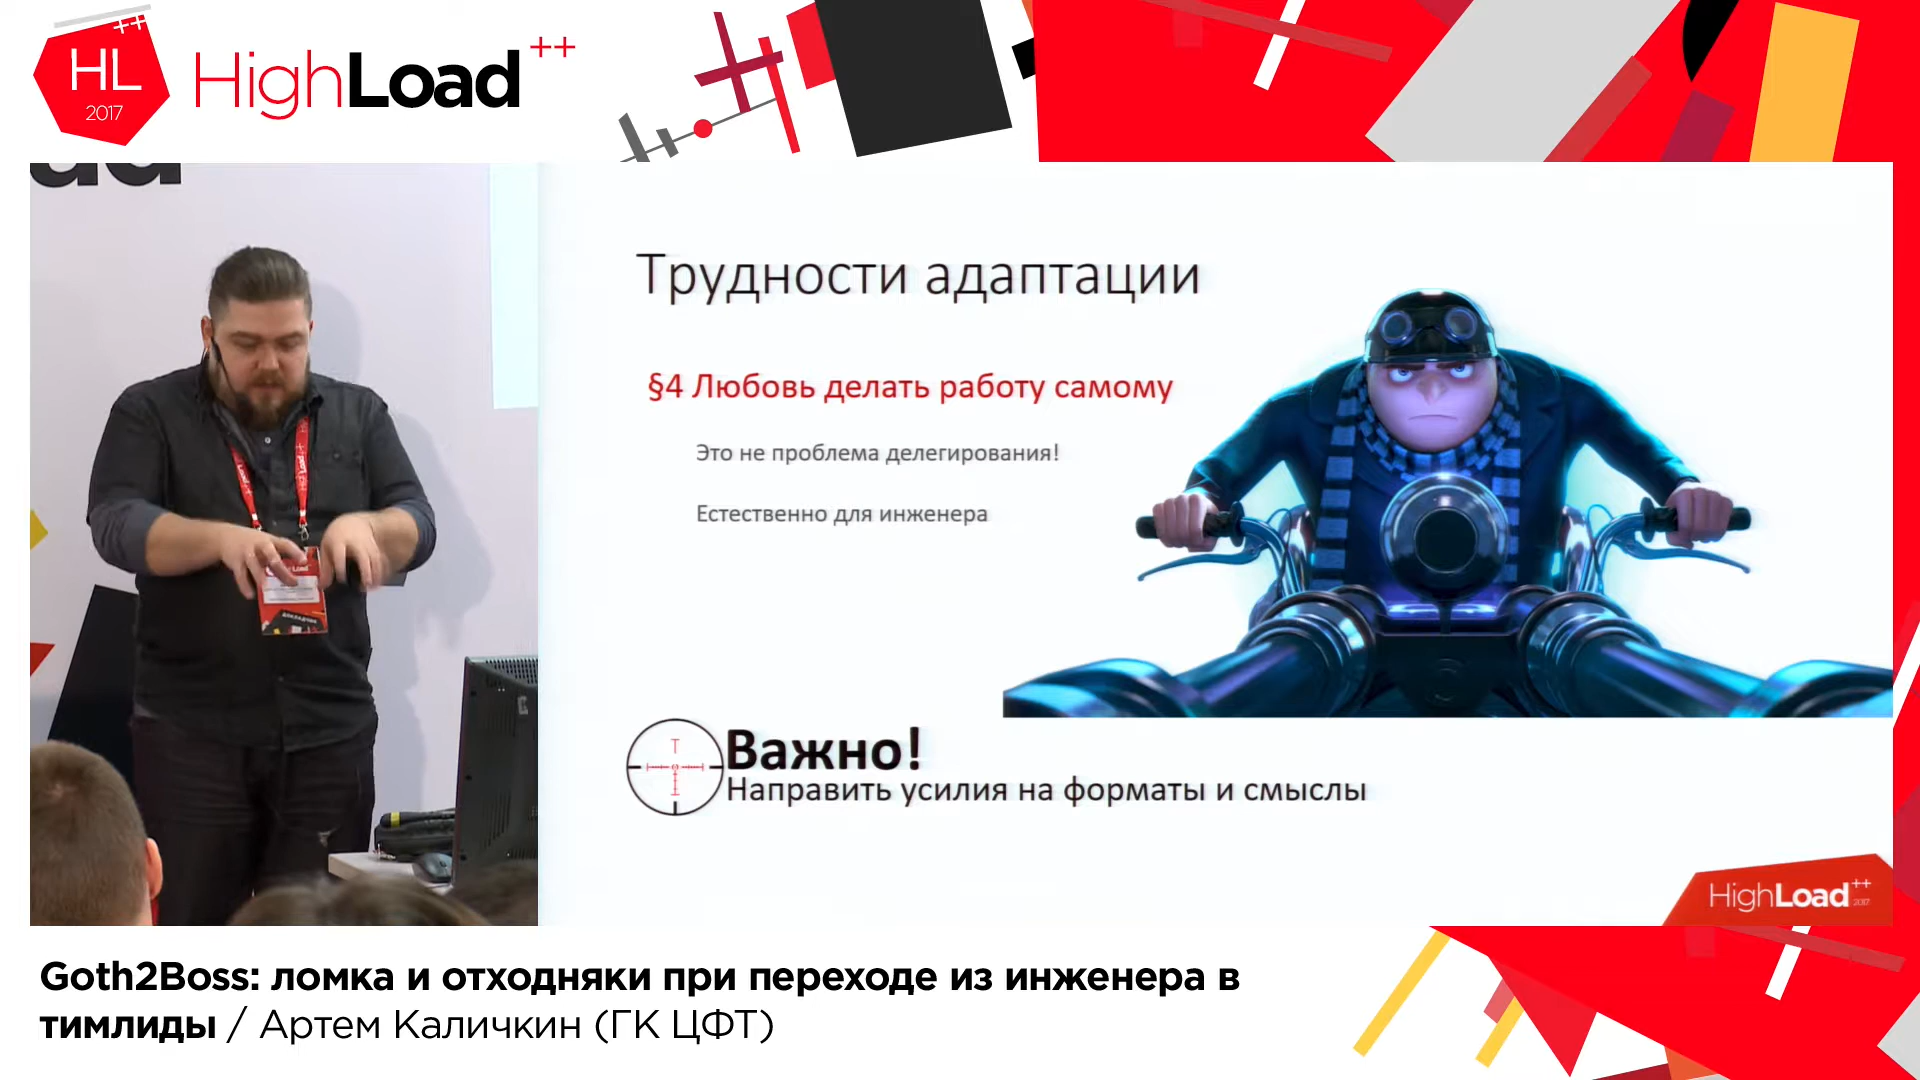 HL++
2017
HighLoad++
Трудности адаптации
§4 Любовь делать работу самому
Это не проблема делегирования!
Естественно для инженера
Важно!
Направить усилия на форматы и смыслы
HighLoad++
2017
Goth2Boss: ломка и отходняки при переходе из инженера в
тимлиды / Артем Каличкин (ГК ЦФТ)